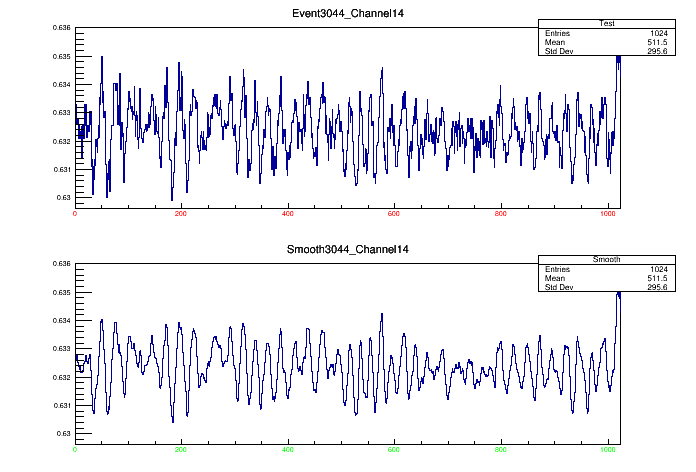 Event3044_Channel14
Test
Entries 1024
Mean 511.5
Std Dev 295.6
0.636
0.635
0.634
0.633
0.632
0.631
0.63
0 200 400 600 800 1000
Smooth3044_Channel14
Smooth
Entries 1024
Mean 511.5
Std Dev 295.6
0.636
0.635
0.634
0.633
0.632
0.631
0.63
0 200 400 600 800 1000